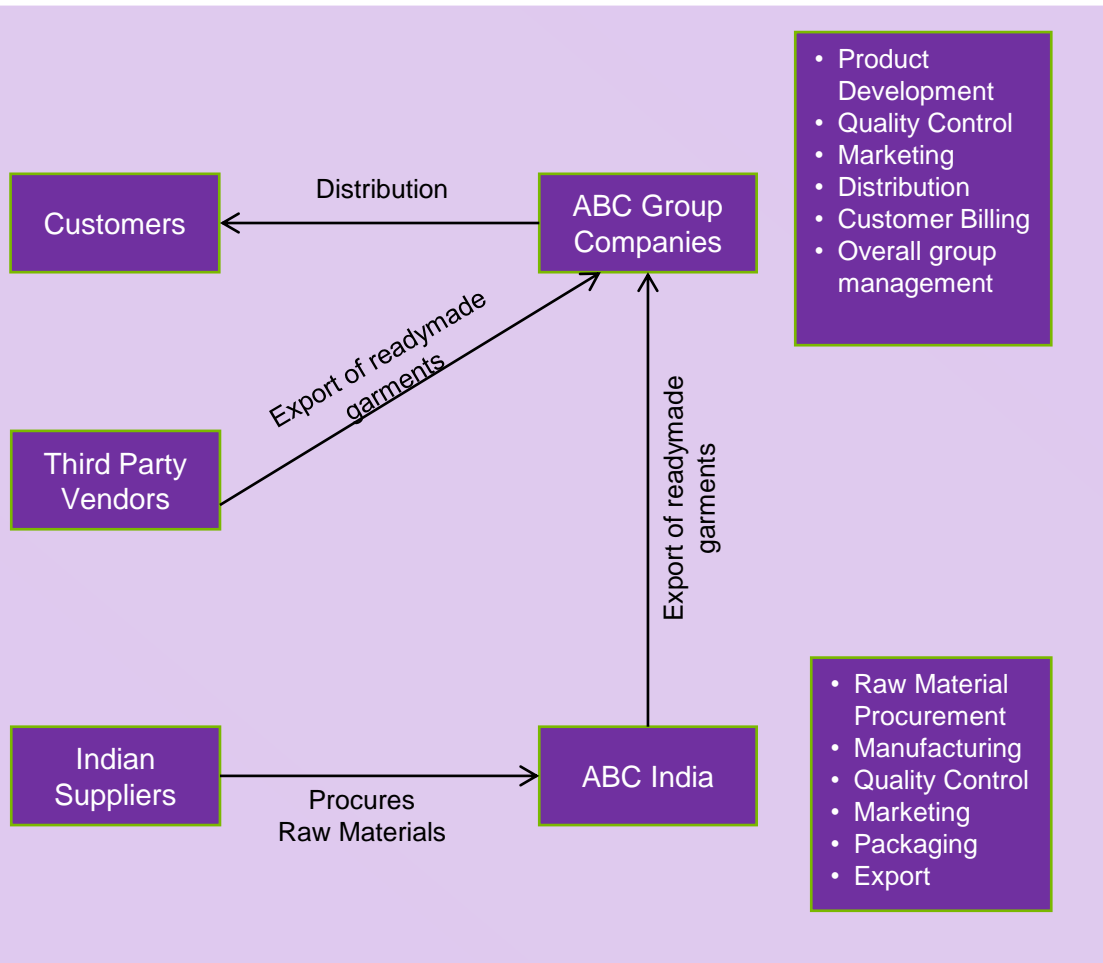 • Product
Development
• Quality Control
• Marketing
• Distribution
• Customer Billing
• Overall group
management
Distribution
Customers
ABC Group
Companies
Export of readymade
garments
Third Party
Vendors
Export of readymade
garments
Indian
Suppliers
Procures
Raw Materials
ABC India
• Raw Material
Procurement
• Manufacturing
• Quality Control
• Marketing
• Packaging
• Export